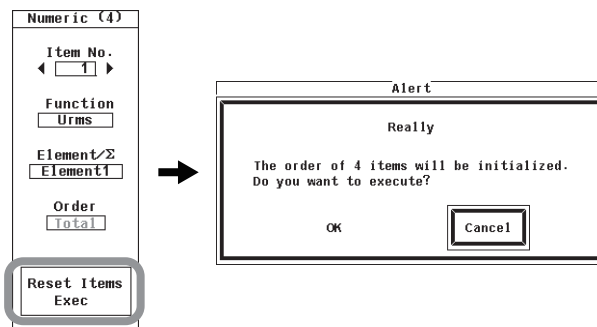 Numeric (4)
Item No.
1
Function
Urms
Element/Σ
Element1
Order
Total
Reset Items
Exec
Alert
Really
The order of 4 items will be initialized.
Do you want to execute?
OK
Cancel